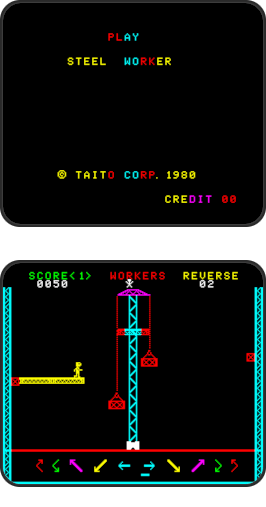 PLAY
STEEL WORKER
© TAITO CORP. 1980
CREDIT 00
SCORE<1> WORKERS REVERSE
0050 02